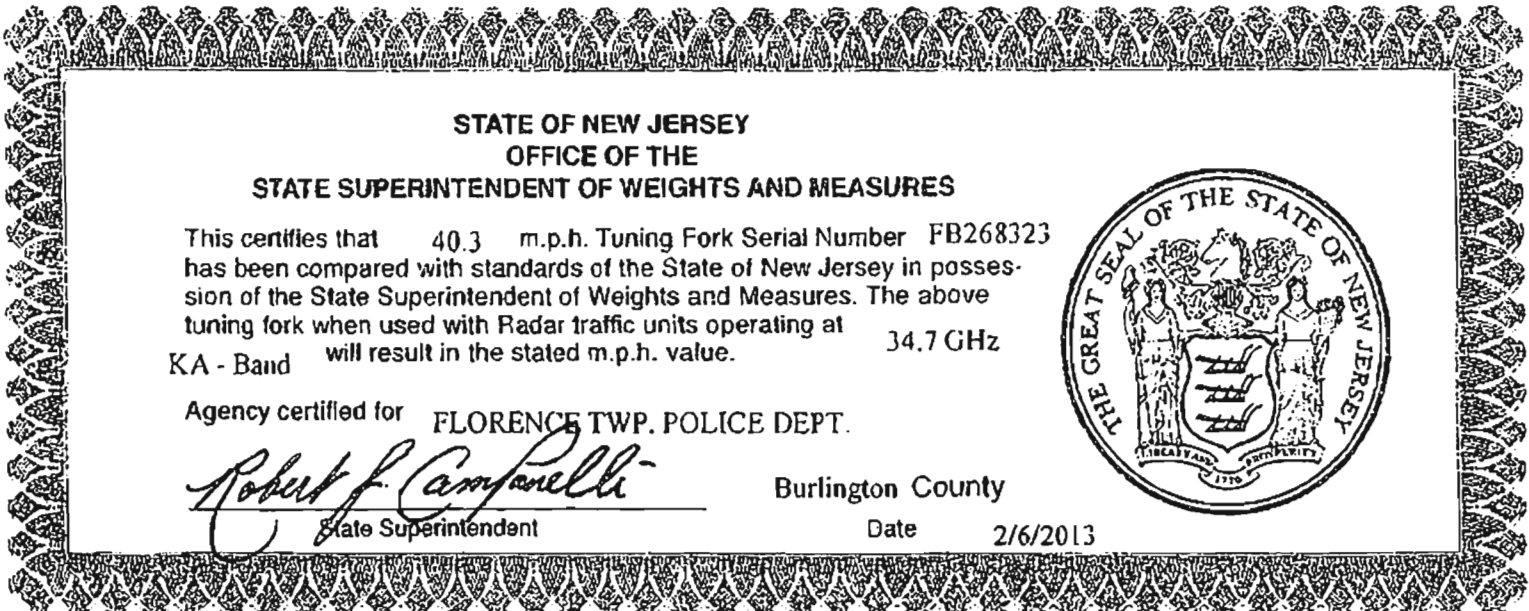 STATE OF NEW JERSEY
OFFICE OF THE
STATE SUPERINTENDENT OF WEIGHTS AND MEASURES
This certifies that 40.3 m.p.h. Tuning Fork Serial Number FB268323
has been compared with standards of the State of New Jersey in posses-
sion of the State Superintendent of Weights and Measures. The above
tuning fork when used with Radar traffic units operating at 34.7 GHz
KA - Band will result in the stated m.p.h. value.
Agency certified for FLORENCE TWP. POLICE DEPT.
Robert J. Campanelli
State Superintendent
Burlington County
Date 2/6/2013
THE GREAT SEAL OF THE STATE OF NEW JERSEY
LIBERTY AND PROSPERITY
1776